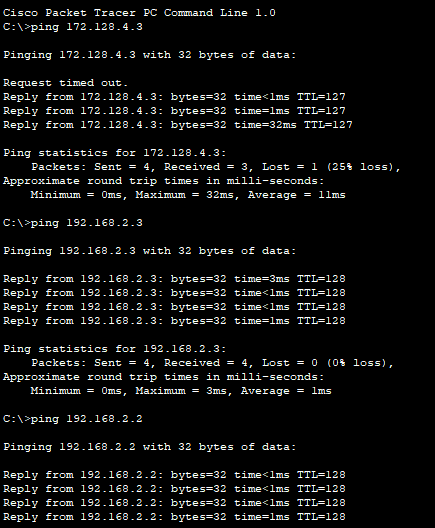 Cisco Packet Tracer PC Command Line 1.0
C:\>ping 172.128.4.3
Pinging 172.128.4.3 with 32 bytes of data:
Request timed out.
Reply from 172.128.4.3: bytes=32 time<1ms TTL=127
Reply from 172.128.4.3: bytes=32 time=1ms TTL=127
Reply from 172.128.4.3: bytes=32 time=32ms TTL=127
Ping statistics for 172.128.4.3:
Packets: Sent = 4, Received = 3, Lost = 1 (25% loss),
Approximate round trip times in milli-seconds:
Minimum = 0ms, Maximum = 32ms, Average = 11ms
C:\>ping 192.168.2.3
Pinging 192.168.2.3 with 32 bytes of data:
Reply from 192.168.2.3: bytes=32 time=3ms TTL=128
Reply from 192.168.2.3: bytes=32 time<1ms TTL=128
Reply from 192.168.2.3: bytes=32 time<1ms TTL=128
Reply from 192.168.2.3: bytes=32 time=1ms TTL=128
Ping statistics for 192.168.2.3:
Packets: Sent = 4, Received = 4, Lost = 0 (0% loss),
Approximate round trip times in milli-seconds:
Minimum = 0ms, Maximum = 3ms, Average = 1ms
C:\>ping 192.168.2.2
Pinging 192.168.2.2 with 32 bytes of data:
Reply from 192.168.2.2: bytes=32 time<1ms TTL=128
Reply from 192.168.2.2: bytes=32 time<1ms TTL=128
Reply from 192.168.2.2: bytes=32 time<1ms TTL=128
Reply from 192.168.2.2: bytes=32 time=1ms TTL=128